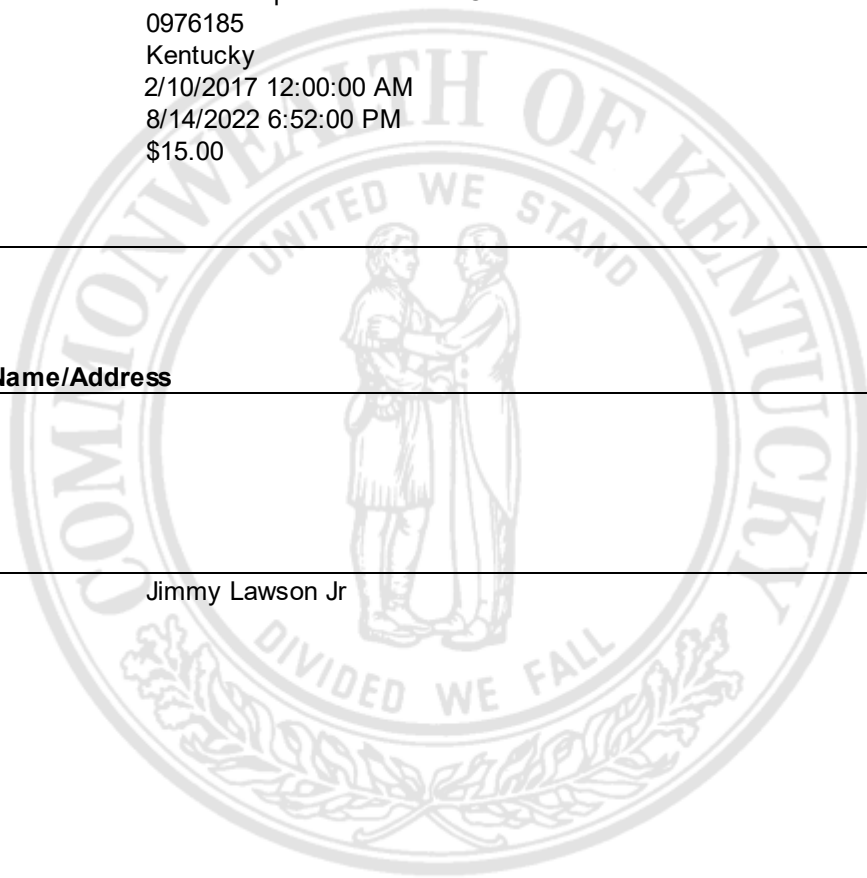 0976185
Kentucky
2/10/2017 12:00:00 AM
8/14/2022 6:52:00 PM
$15.00
COMMONWEALTH OF KENTUCKY
UNITED WE STAND
Name/Address
Jimmy Lawson Jr
DIVIDED WE FALL